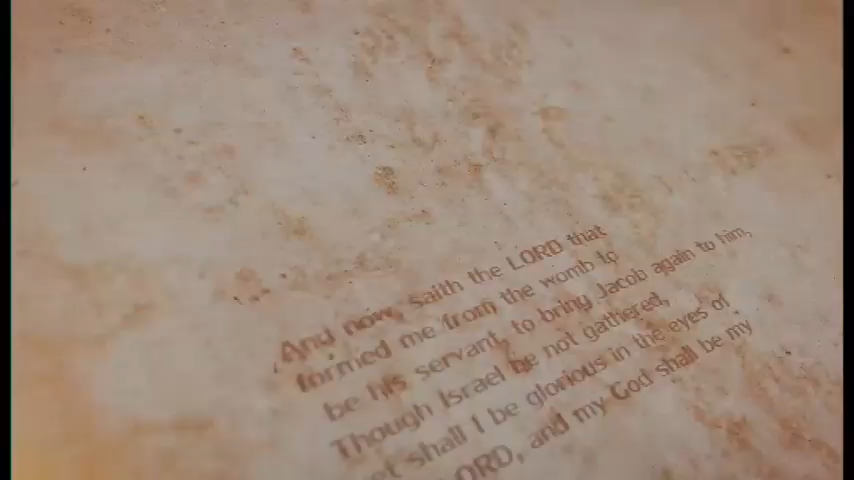 And now, saith the LORD that
formed me from the womb to
be his servant, to bring Jacob again to him,
Though Israel be not gathered,
shall I be glorious in the eyes of
LORD, and my God shall be my